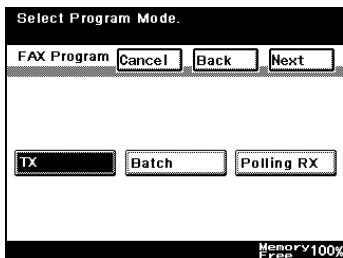 Select Program Mode.
FAX Program Cancel Back Next
TX Batch Polling RX
Memory
Free 100%